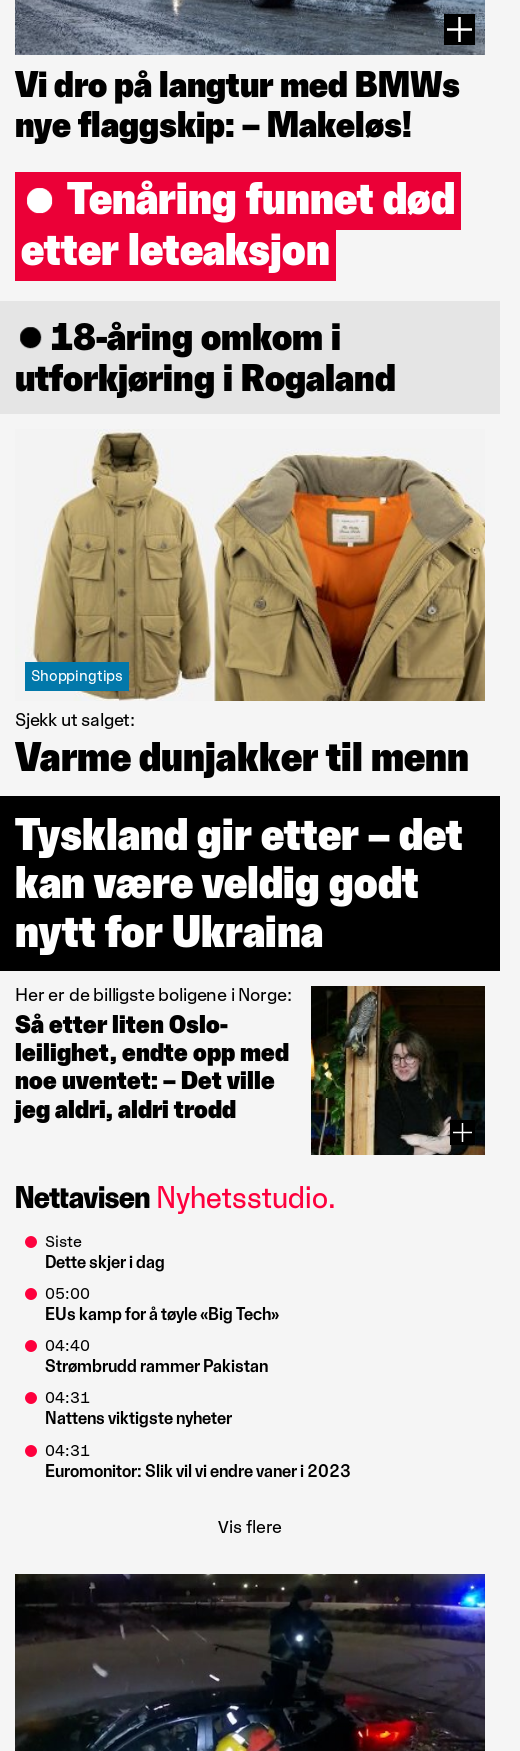 Vi dro på langtur med BMWs
nye flaggskip: – Makeløs!
● Tenåring funnet død
etter leteaksjon
● 18-åring omkom i
utforkjøring i Rogaland
Shoppingtips
Sjekk ut salget:
Varme dunjakker til menn
Tyskland gir etter – det
kan være veldig godt
nytt for Ukraina
Her er de billigste boligene i Norge:
Så etter liten Oslo-
leilighet, endte opp med
noe uventet: – Det ville
jeg aldri, aldri trodd
Nettavisen Nyhetsstudio.
Siste
Dette skjer i dag
05:00
EUs kamp for å tøyle «Big Tech»
04:40
Strømbrudd rammer Pakistan
04:31
Nattens viktigste nyheter
04:31
Euromonitor: Slik vil vi endre vaner i 2023
Vis flere